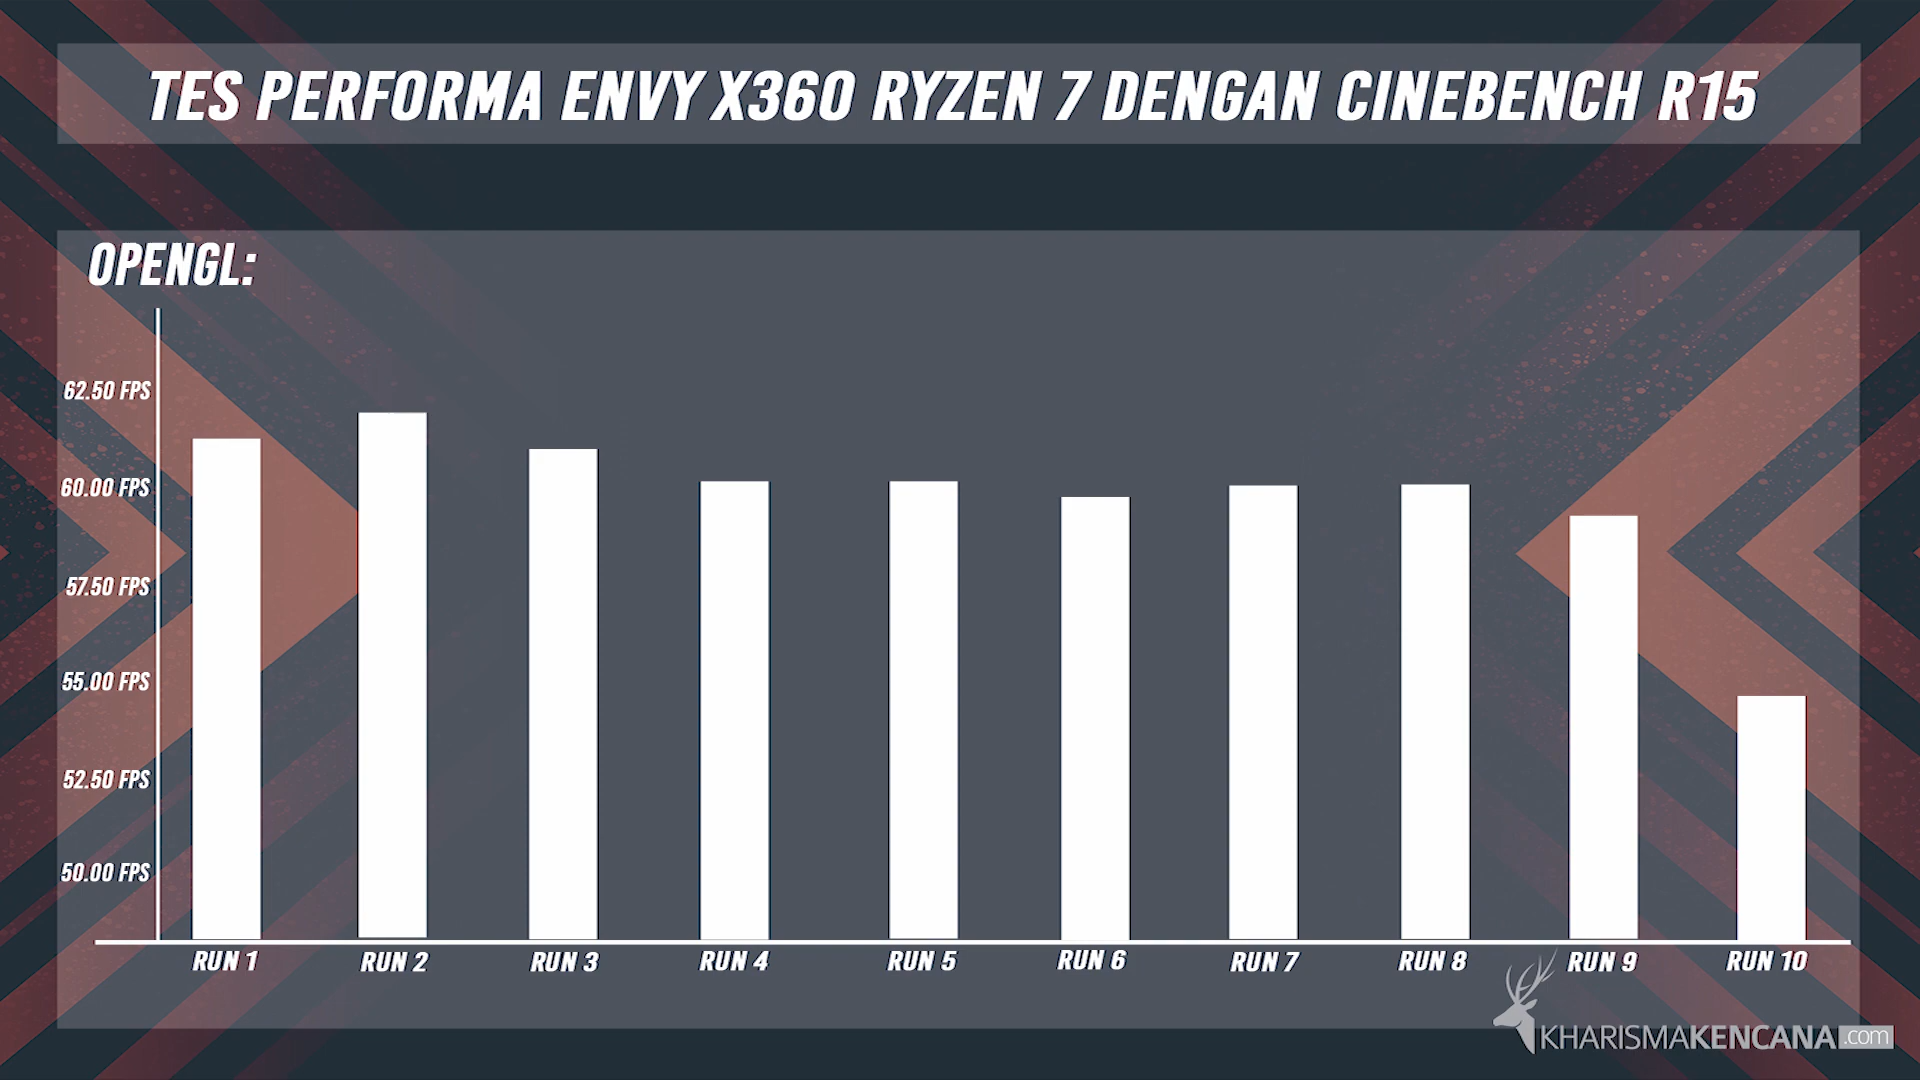 TES PERFORMA ENVY X360 RYZEN 7 DENGAN CINEBENCH R15
OPENGL:
62.50 FPS
60.00 FPS
57.50 FPS
55.00 FPS
52.50 FPS
50.00 FPS
RUN 1 RUN 2 RUN 3 RUN 4 RUN 5 RUN 6 RUN 7 RUN 8 RUN 9 RUN 10
KHARISMAKENCANA.com